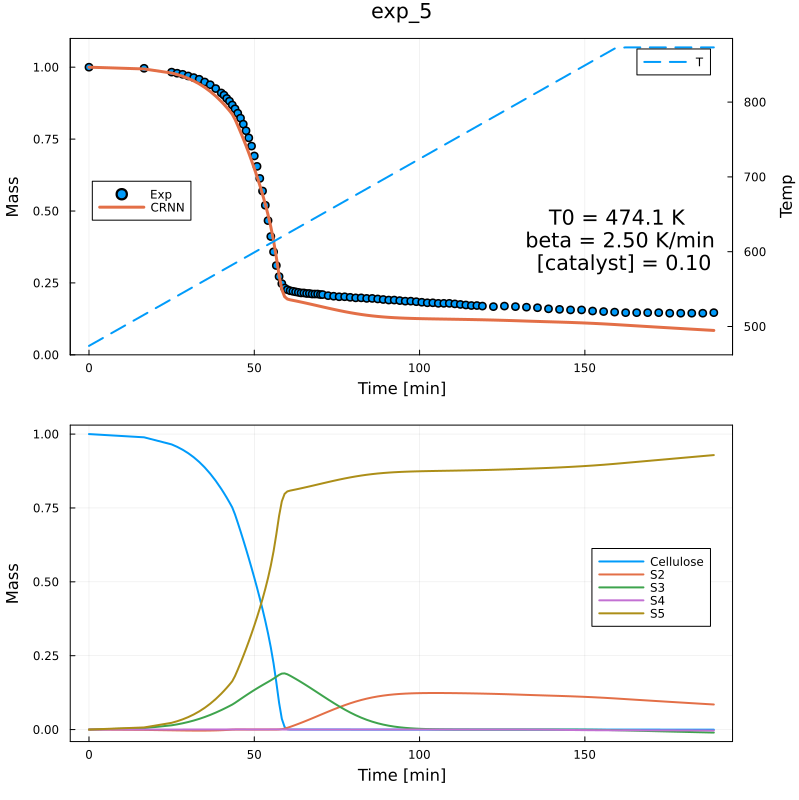 exp_5
1.00
0.75
0.50
0.25
0.00
Mass
Exp
CRNN
T
800
700
600
500
Temp
T0 = 474.1 K
beta = 2.50 K/min
[catalyst] = 0.10
0 50 100 150
Time [min]
1.00
0.75
0.50
0.25
0.00
Mass
Cellulose
S2
S3
S4
S5
0 50 100 150
Time [min]